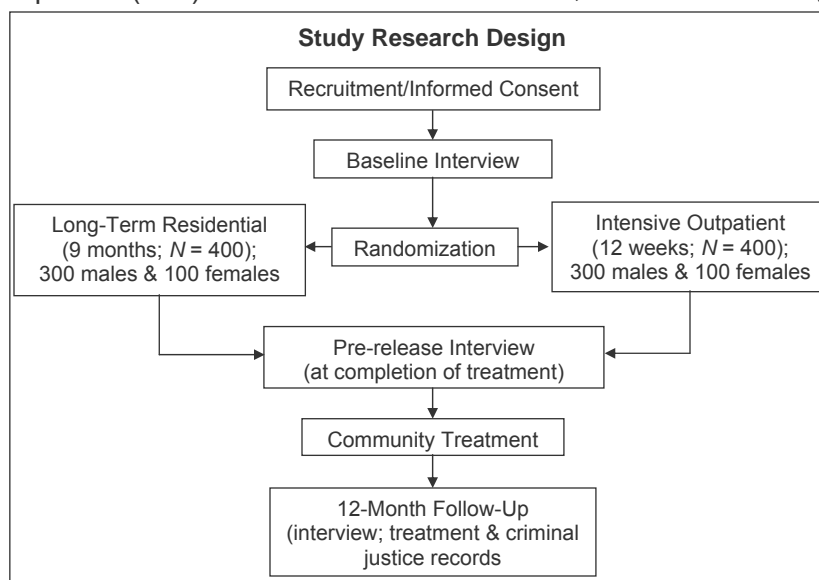 Study Research Design
Recruitment/Informed Consent
Baseline Interview
Long-Term Residential
(9 months; N = 400);
300 males & 100 females
Randomization
Intensive Outpatient
(12 weeks; N = 400);
300 males & 100 females
Pre-release Interview
(at completion of treatment)
Community Treatment
12-Month Follow-Up
(interview; treatment & criminal
justice records